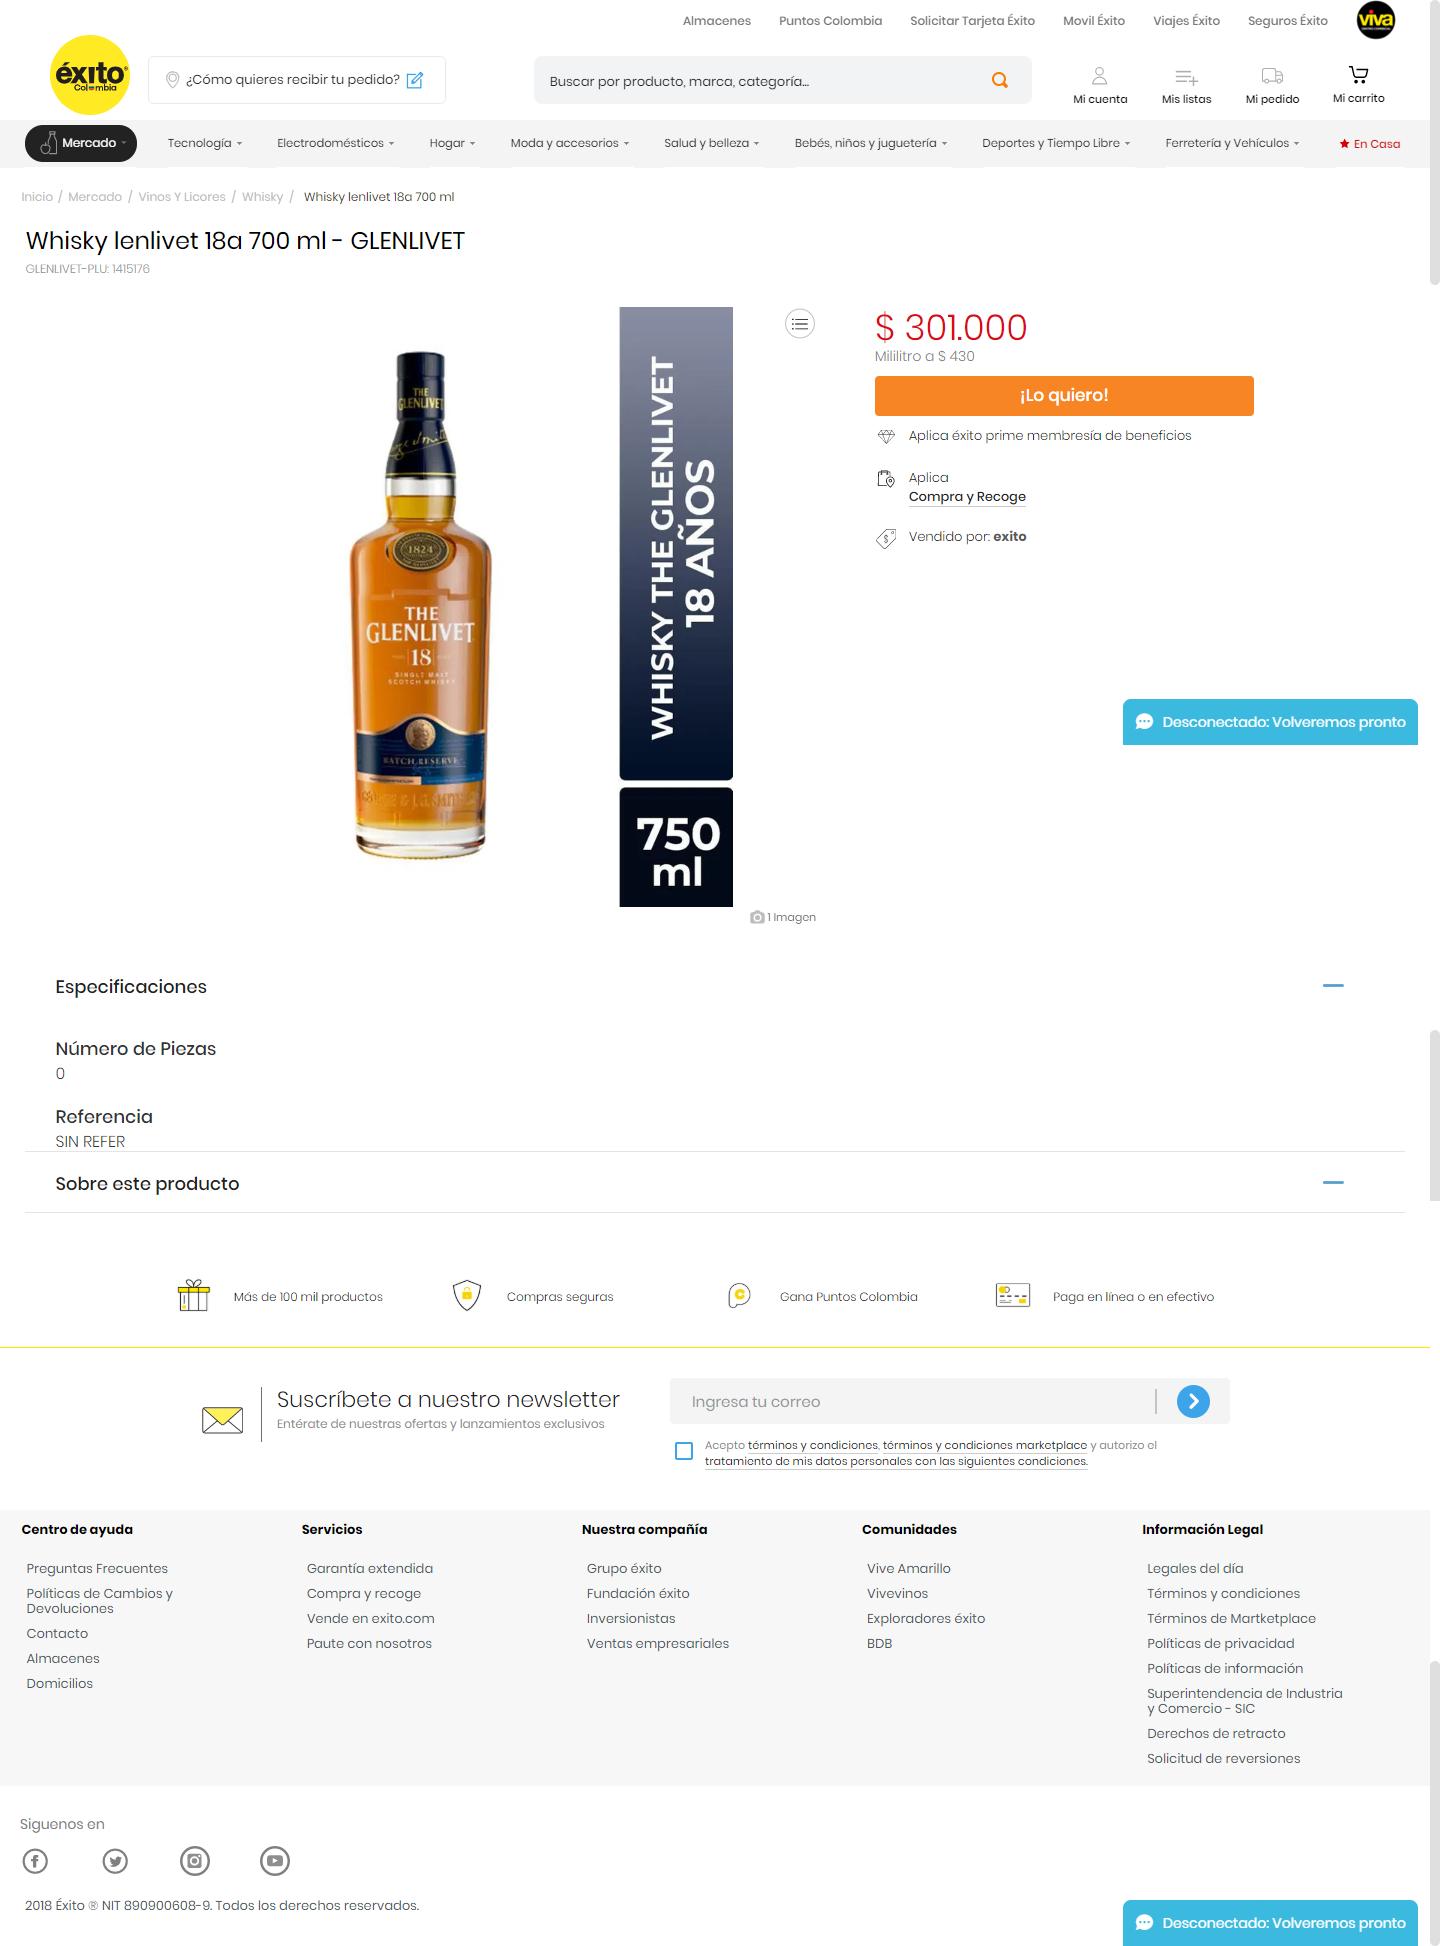 Almacenes Puntos Colombia Solicitar Tarjeta Éxito Movil Éxito Viajes Éxito Seguros Éxito viva
éxito
Colombia
¿Cómo quieres recibir tu pedido?
Buscar por producto, marca, categoría...
Mi cuenta Mis listas Mi pedido Mi carrito
Mercado Tecnología Electrodomésticos Hogar Moda y accesorios Salud y belleza Bebés, niños y juguetería Deportes y Tiempo Libre Ferretería y Vehículos En Casa
Inicio / Mercado / Vinos Y Licores / Whisky / Whisky lenlivet 18a 700 ml
Whisky lenlivet 18a 700 ml - GLENLIVET
GLENLIVET-PLU: 1415176
THE
GLENLIVET
1824
THE
GLENLIVET
18
SINGLE MALT
SCOTCH WHISKY
BATCH RESERVE
GEORGE & J.G. SMITH
WHISKY THE GLENLIVET
18 AÑOS
750
ml
1 Imagen
$ 301.000
Mililitro a $ 430
¡Lo quiero!
Aplica éxito prime membresía de beneficios
Aplica
Compra y Recoge
Vendido por: exito
Desconectado: Volveremos pronto
Especificaciones
Número de Piezas
0
Referencia
SIN REFER
Sobre este producto
Más de 100 mil productos
Compras seguras
Gana Puntos Colombia
Paga en línea o en efectivo
Suscríbete a nuestro newsletter
Entérate de nuestras ofertas y lanzamientos exclusivos
Ingresa tu correo
Acepto términos y condiciones, términos y condiciones marketplace y autorizo el
tratamiento de mis datos personales con las siguientes condiciones.
Centro de ayuda
Preguntas Frecuentes
Políticas de Cambios y
Devoluciones
Contacto
Almacenes
Domicilios
Servicios
Garantía extendida
Compra y recoge
Vende en exito.com
Paute con nosotros
Nuestra compañía
Grupo éxito
Fundación éxito
Inversionistas
Ventas empresariales
Comunidades
Vive Amarillo
Vivevinos
Exploradores éxito
BDB
Información Legal
Legales del día
Términos y condiciones
Términos de Martketplace
Políticas de privacidad
Políticas de información
Superintendencia de Industria
y Comercio - SIC
Derechos de retracto
Solicitud de reversiones
Siguenos en
2018 Éxito ® NIT 890900608-9. Todos los derechos reservados.
Desconectado: Volveremos pronto